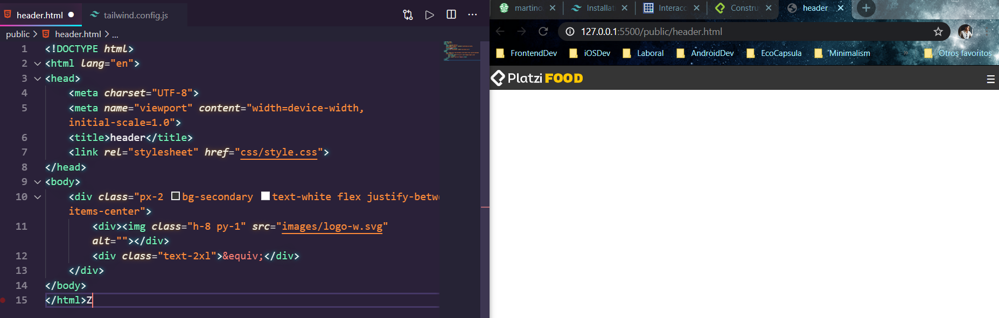 header.html
tailwind.config.js
public > header.html > ...
1 <!DOCTYPE html>
2 <html lang="en">
3 <head>
4 <meta charset="UTF-8">
5 <meta name="viewport" content="width=device-width,
initial-scale=1.0">
6 <title>header</title>
7 <link rel="stylesheet" href="css/style.css">
8 </head>
9 <body>
10 <div class="px-2 bg-secondary text-white flex justify-betw
items-center">
11 <div><img class="h-8 py-1" src="images/logo-w.svg"
alt=""></div>
12 <div class="text-2xl">&equiv;</div>
13 </div>
14 </body>
15 </html>Z
martino
Installat
Interacc
Constru
header
127.0.0.1:5500/public/header.html
FrontendDev
iOSDev
Laboral
AndroidDev
EcoCapsula
Minimalism
»
Otros favoritos
Platzi FOOD
≡